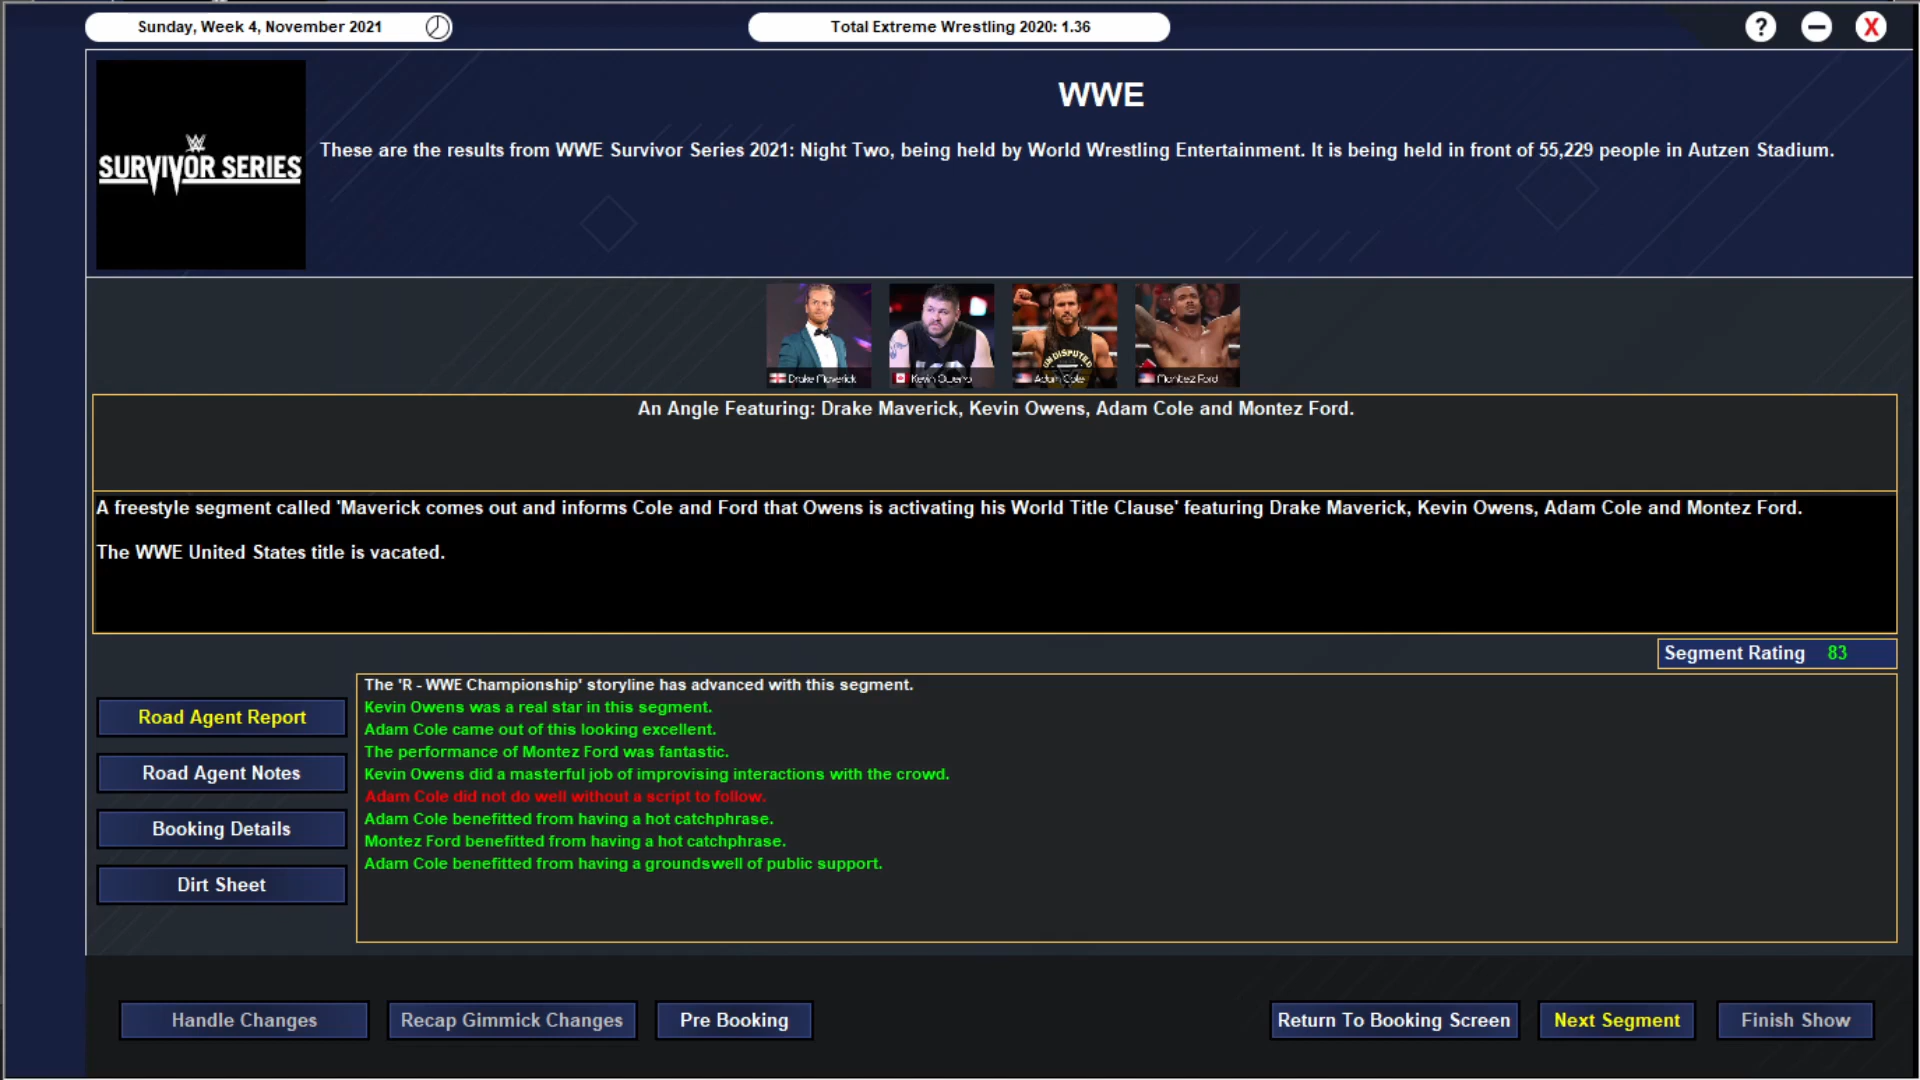 Sunday, Week 4, November 2021
Total Extreme Wrestling 2020: 1.36
?
X
WWE
W
SURVIVOR SERIES
These are the results from WWE Survivor Series 2021: Night Two, being held by World Wrestling Entertainment. It is being held in front of 55,229 people in Autzen Stadium.
UNDISPUTED
Drake Maverick
Kevin Owens
Adam Cole
Montez Ford
An Angle Featuring: Drake Maverick, Kevin Owens, Adam Cole and Montez Ford.
A freestyle segment called 'Maverick comes out and informs Cole and Ford that Owens is activating his World Title Clause' featuring Drake Maverick, Kevin Owens, Adam Cole and Montez Ford.
The WWE United States title is vacated.
Segment Rating 83
Road Agent Report
Road Agent Notes
Booking Details
Dirt Sheet
The 'R - WWE Championship' storyline has advanced with this segment.
Kevin Owens was a real star in this segment.
Adam Cole came out of this looking excellent.
The performance of Montez Ford was fantastic.
Kevin Owens did a masterful job of improvising interactions with the crowd.
Adam Cole did not do well without a script to follow.
Adam Cole benefitted from having a hot catchphrase.
Montez Ford benefitted from having a hot catchphrase.
Adam Cole benefitted from having a groundswell of public support.
Handle Changes
Recap Gimmick Changes
Pre Booking
Return To Booking Screen
Next Segment
Finish Show